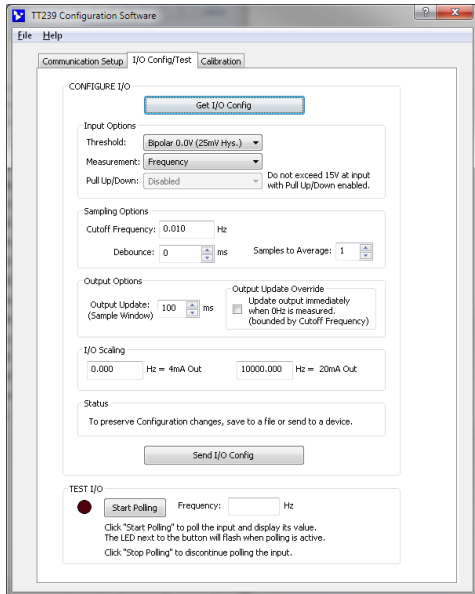 TT239 Configuration Software
?
File Help
Communication Setup I/O Config/Test Calibration
CONFIGURE I/O
Get I/O Config
Input Options
Threshold: Bipolar 0.0V (25mV Hys.)
Measurement: Frequency
Pull Up/Down: Disabled
Do not exceed 15V at input
with Pull Up/Down enabled.
Sampling Options
Cutoff Frequency: 0.010 Hz
Debounce: 0 ms Samples to Average: 1
Output Options
Output Update: 100 ms
(Sample Window)
Output Update Override
Update output immediately
when 0Hz is measured.
(bounded by Cutoff Frequency)
I/O Scaling
0.000 Hz = 4mA Out 10000.000 Hz = 20mA Out
Status
To preserve Configuration changes, save to a file or send to a device.
Send I/O Config
TEST I/O
Start Polling Frequency: Hz
Click "Start Polling" to poll the input and display its value.
The LED next to the button will flash when polling is active.
Click "Stop Polling" to discontinue polling the input.